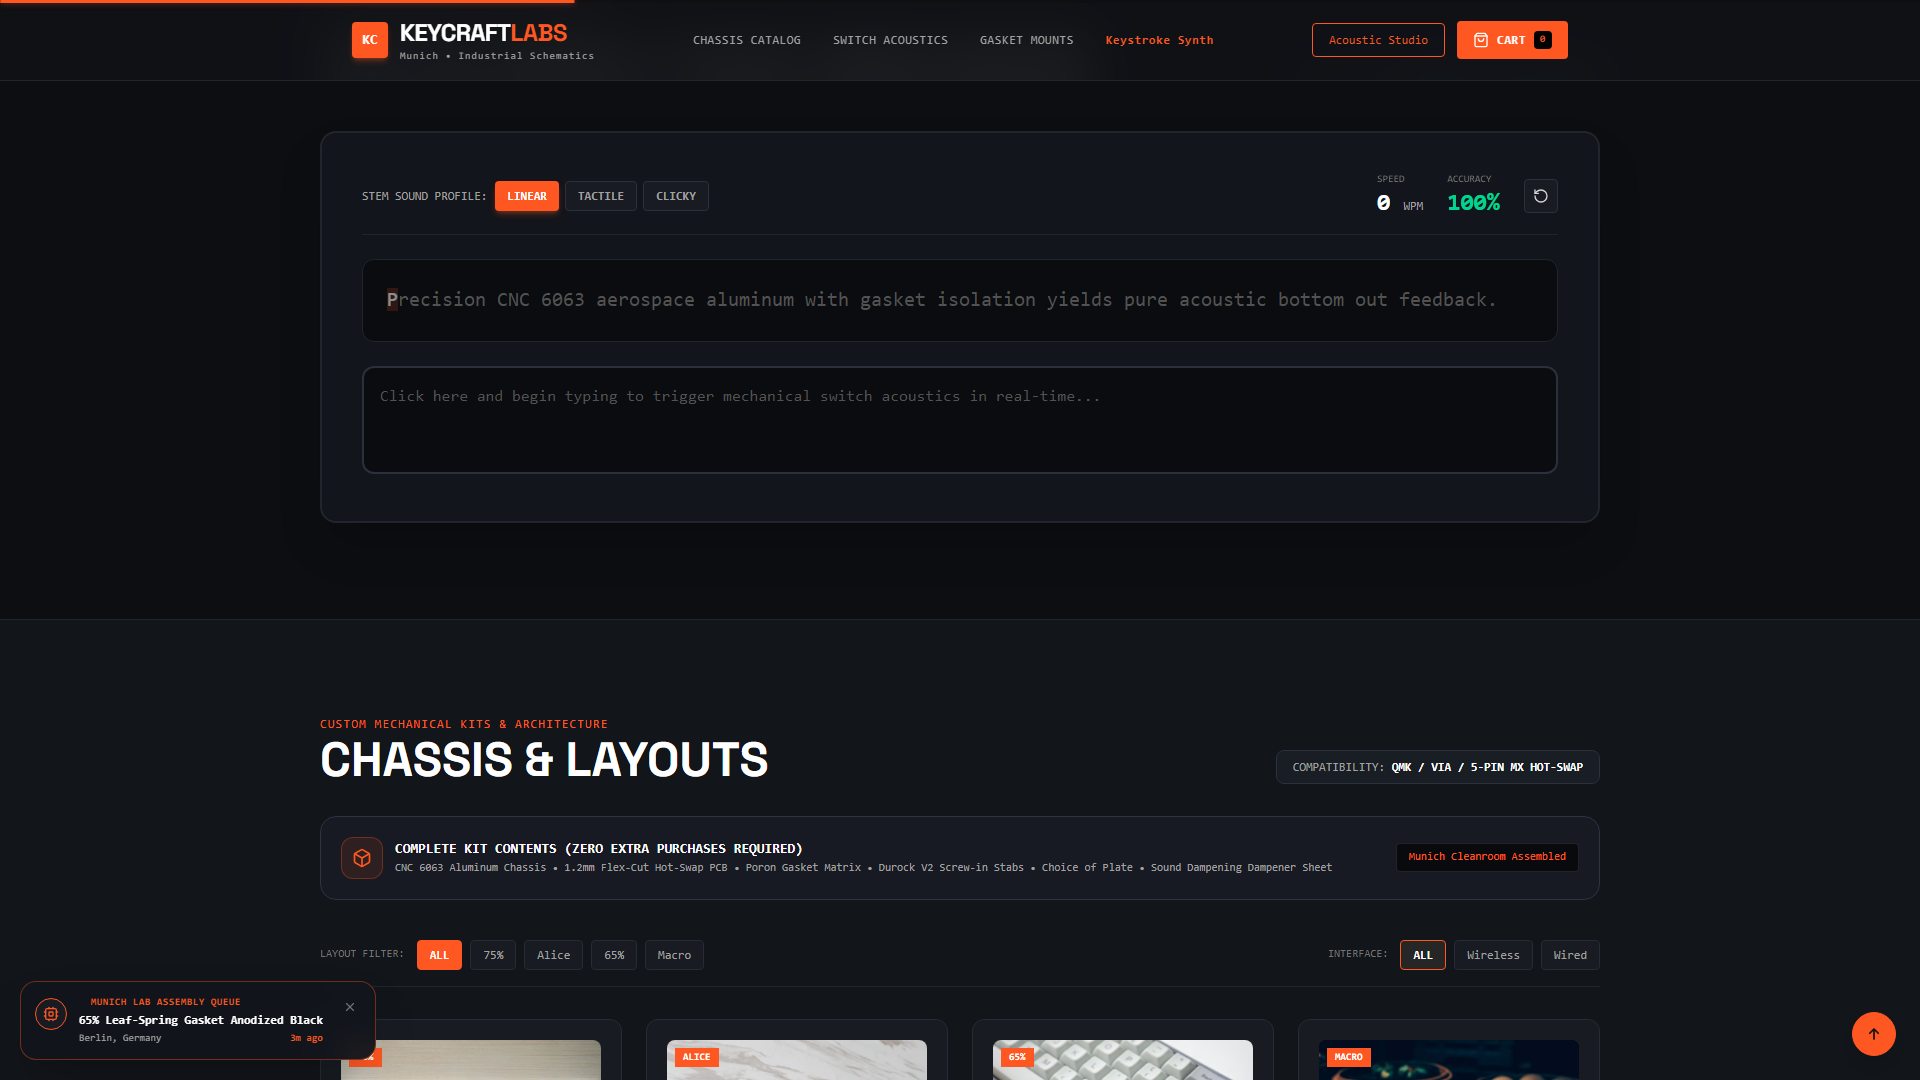 KC
KEYCRAFTLABS
Munich • Industrial Schematics
CHASSIS CATALOG
SWITCH ACOUSTICS
GASKET MOUNTS
Keystroke Synth
Acoustic Studio
CART 0
STEM SOUND PROFILE:
LINEAR
TACTILE
CLICKY
SPEED
0 WPM
ACCURACY
100%
Precision CNC 6063 aerospace aluminum with gasket isolation yields pure acoustic bottom out feedback.
Click here and begin typing to trigger mechanical switch acoustics in real-time...
CUSTOM MECHANICAL KITS & ARCHITECTURE
CHASSIS & LAYOUTS
COMPATIBILITY: QMK / VIA / 5-PIN MX HOT-SWAP
COMPLETE KIT CONTENTS (ZERO EXTRA PURCHASES REQUIRED)
CNC 6063 Aluminum Chassis • 1.2mm Flex-Cut Hot-Swap PCB • Poron Gasket Matrix • Durock V2 Screw-in Stabs • Choice of Plate • Sound Dampening Dampener Sheet
Munich Cleanroom Assembled
LAYOUT FILTER:
ALL
75%
Alice
65%
Macro
INTERFACE:
ALL
Wireless
Wired
MUNICH LAB ASSEMBLY QUEUE
65% Leaf-Spring Gasket Anodized Black
Berlin, Germany
3m ago
ALICE
65%
MACRO